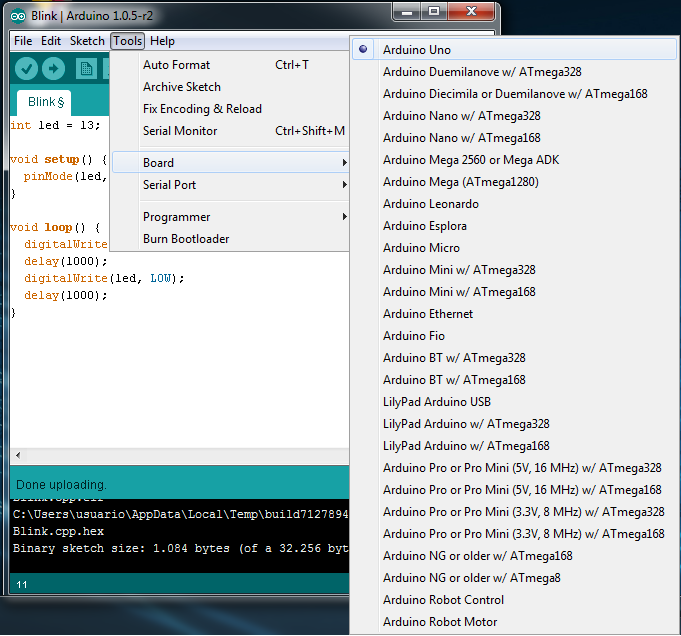 Blink | Arduino 1.0.5-r2
File Edit Sketch Tools Help
Blink §
int led = 13;
void setup() {
pinMode(led,
}
void loop() {
digitalWrite
delay(1000);
digitalWrite(led, LOW);
delay(1000);
}
Auto Format Ctrl+T
Archive Sketch
Fix Encoding & Reload
Serial Monitor Ctrl+Shift+M
Board
Serial Port
Programmer
Burn Bootloader
Arduino Uno
Arduino Duemilanove w/ ATmega328
Arduino Diecimila or Duemilanove w/ ATmega168
Arduino Nano w/ ATmega328
Arduino Nano w/ ATmega168
Arduino Mega 2560 or Mega ADK
Arduino Mega (ATmega1280)
Arduino Leonardo
Arduino Esplora
Arduino Micro
Arduino Mini w/ ATmega328
Arduino Mini w/ ATmega168
Arduino Ethernet
Arduino Fio
Arduino BT w/ ATmega328
Arduino BT w/ ATmega168
LilyPad Arduino USB
LilyPad Arduino w/ ATmega328
LilyPad Arduino w/ ATmega168
Arduino Pro or Pro Mini (5V, 16 MHz) w/ ATmega328
Arduino Pro or Pro Mini (5V, 16 MHz) w/ ATmega168
Arduino Pro or Pro Mini (3.3V, 8 MHz) w/ ATmega328
Arduino Pro or Pro Mini (3.3V, 8 MHz) w/ ATmega168
Arduino NG or older w/ ATmega168
Arduino NG or older w/ ATmega8
Arduino Robot Control
Arduino Robot Motor
Done uploading.
C:\Users\usuario\AppData\Local\Temp\build7127894
Blink.cpp.hex
Binary sketch size: 1.084 bytes (of a 32.256 byt
11